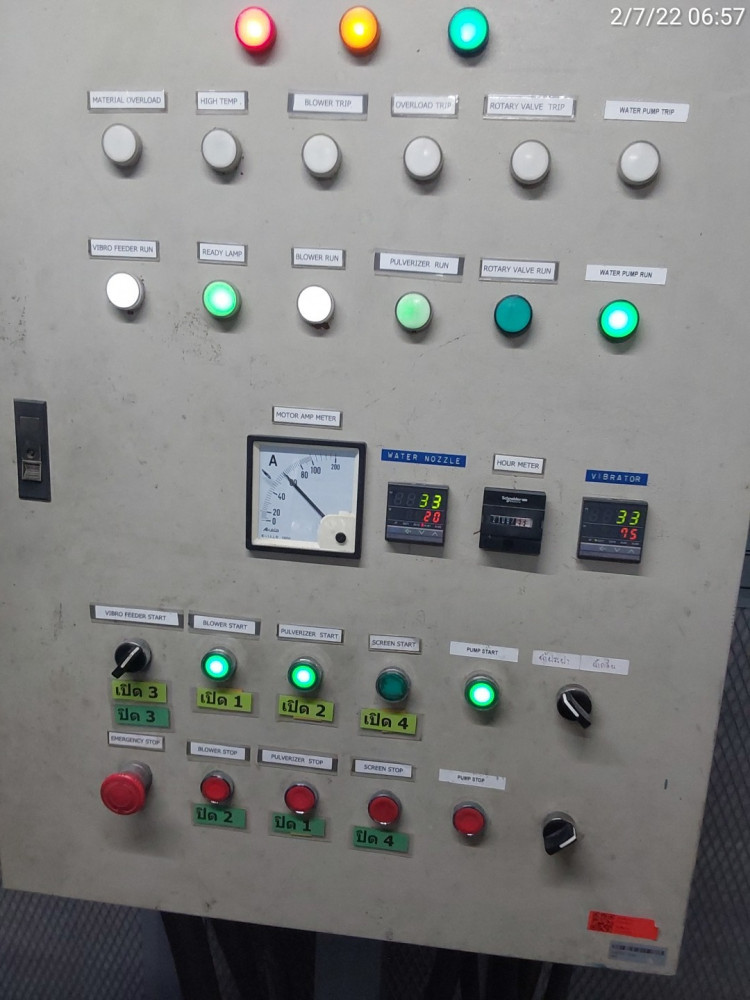 2/7/22 06:57
MATERIAL OVERLOAD
HIGH TEMP.
BLOWER TRIP
OVERLOAD TRIP
ROTARY VALVE TRIP
WATER PUMP TRIP
VIBRO FEEDER RUN
READY LAMP
BLOWER RUN
PULVERIZER RUN
ROTARY VALVE RUN
WATER PUMP RUN
MOTOR AMP METER
WATER NOZZLE
HOUR METER
VIBRATOR
A
200
100
80
40
20
0
33
20
Schneider
33
75
VIBRO FEEDER START
BLOWER START
PULVERIZER START
SCREEN START
PUMP START
เปิด 3
เปิด 1
เปิด 2
เปิด 4
ปิด 3
EMERGENCY STOP
BLOWER STOP
PULVERIZER STOP
SCREEN STOP
PUMP STOP
ปิด 2
ปิด 1
ปิด 4